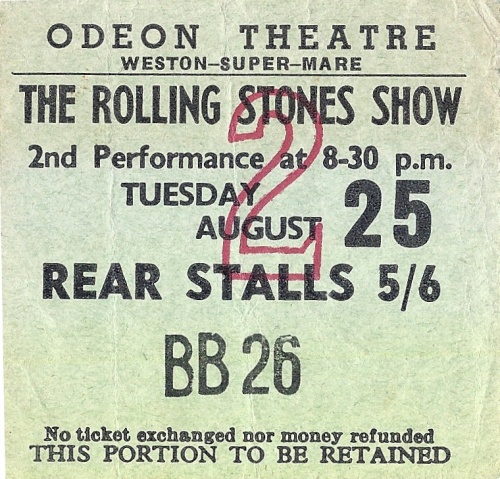 ODEON THEATRE
WESTON–SUPER–MARE
THE ROLLING STONES SHOW
2nd Performance at 8-30 p.m.
TUESDAY
AUGUST 25
2
REAR STALLS 5/6
BB 26
No ticket exchanged nor money refunded
THIS PORTION TO BE RETAINED